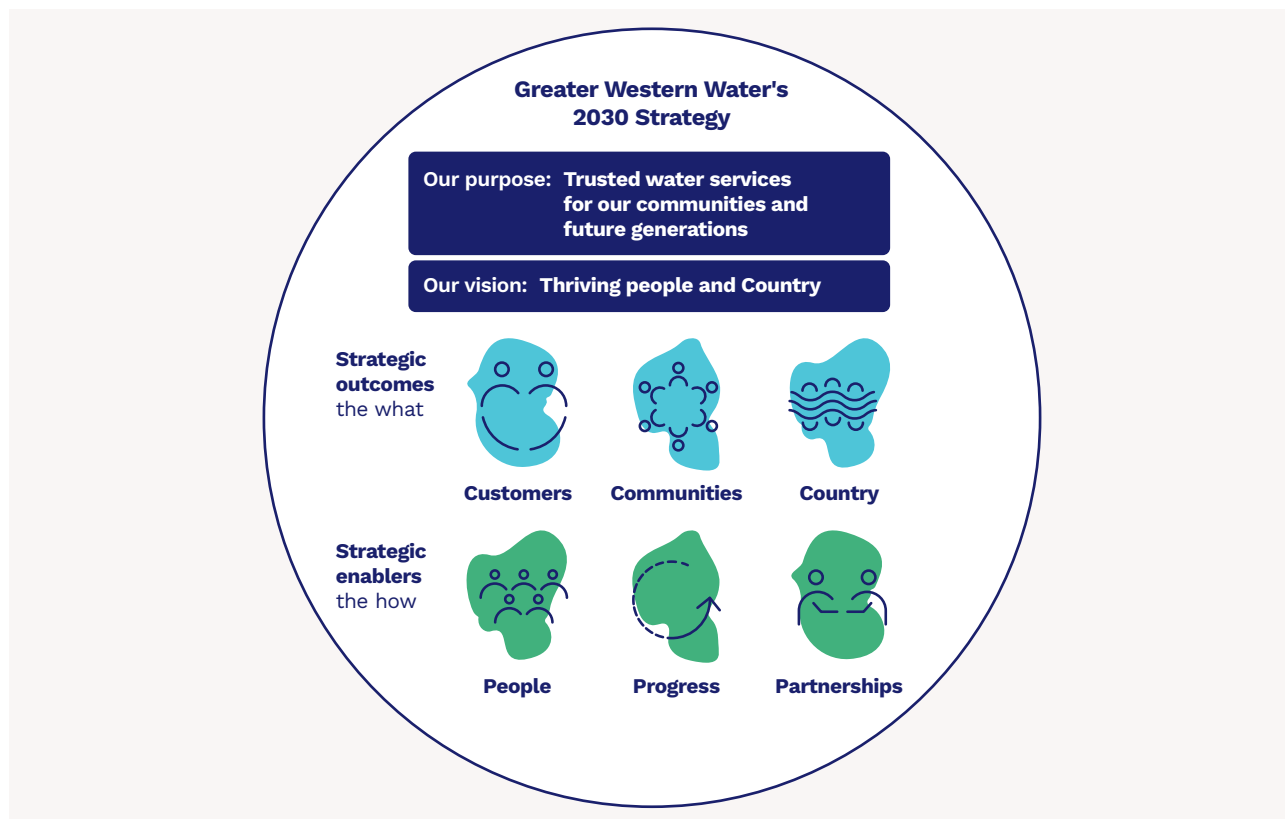 Greater Western Water's
2030 Strategy
Our purpose: Trusted water services
for our communities and
future generations
Our vision: Thriving people and Country
Strategic
outcomes
the what
Customers
Communities
Country
Strategic
enablers
the how
People
Progress
Partnerships